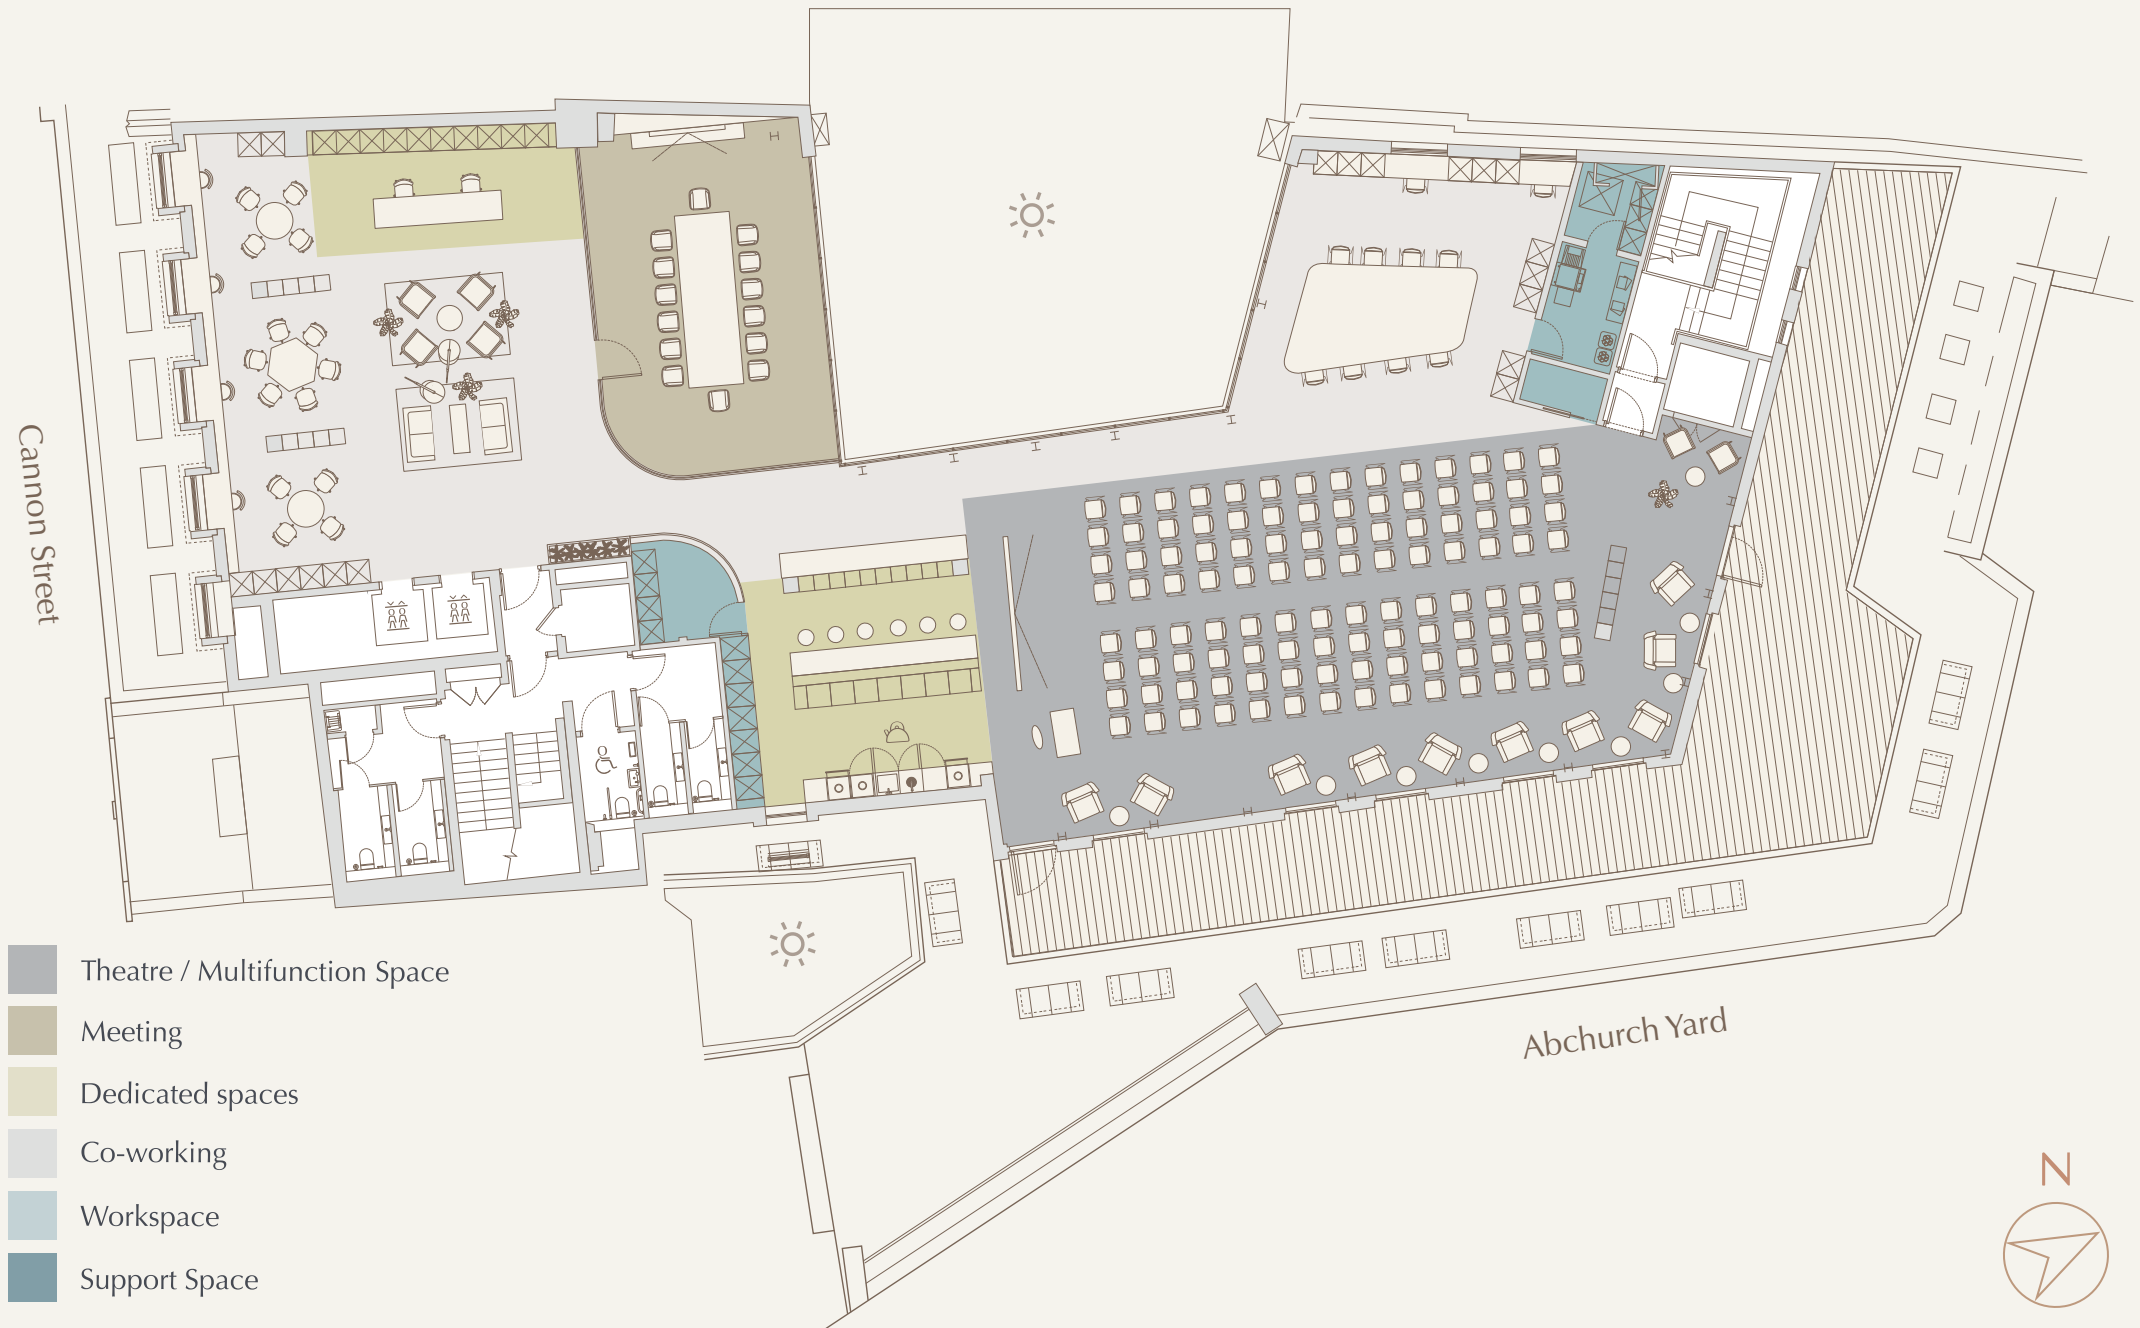 Cannon Street
Theatre / Multifunction Space
Meeting
Dedicated spaces
Co-working
Workspace
Support Space
Abchurch Yard
N